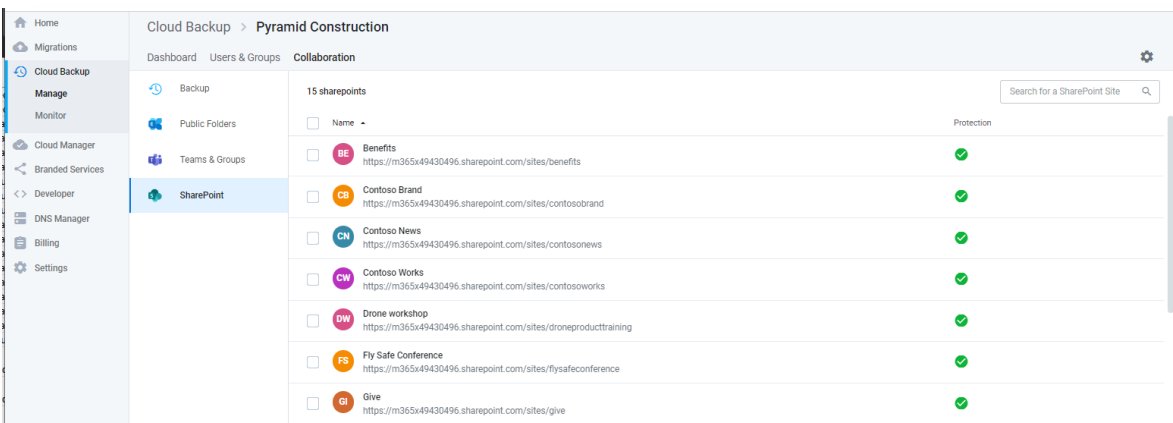 Home
Migrations
Cloud Backup
Manage
Monitor
Cloud Manager
Branded Services
Developer
DNS Manager
Billing
Settings
Cloud Backup > Pyramid Construction
Dashboard Users & Groups Collaboration
Backup
Public Folders
Teams & Groups
SharePoint
15 sharepoints
Search for a SharePoint Site
Name
Protection
BE
Benefits
https://m365x49430496.sharepoint.com/sites/benefits
CB
Contoso Brand
https://m365x49430496.sharepoint.com/sites/contosobrand
CN
Contoso News
https://m365x49430496.sharepoint.com/sites/contosonews
CW
Contoso Works
https://m365x49430496.sharepoint.com/sites/contosoworks
DW
Drone workshop
https://m365x49430496.sharepoint.com/sites/droneproducttraining
FS
Fly Safe Conference
https://m365x49430496.sharepoint.com/sites/flysafeconference
GI
Give
https://m365x49430496.sharepoint.com/sites/give